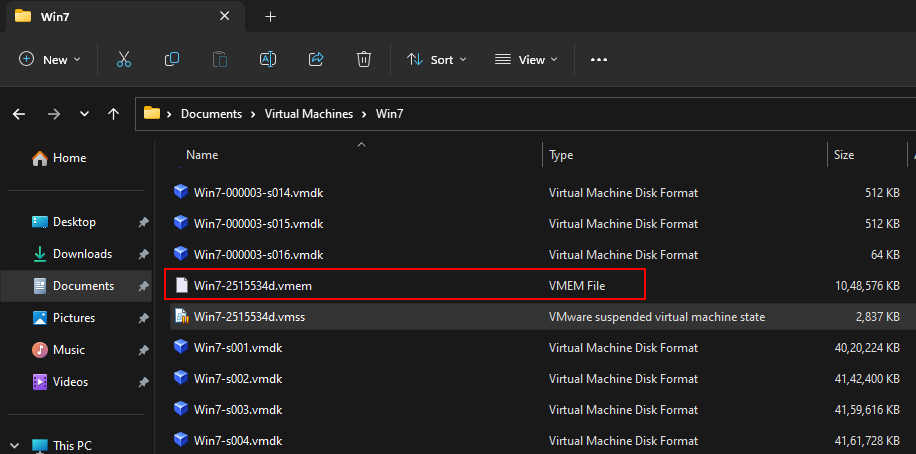 Win7
New
Sort
View
Documents
Virtual Machines
Win7
Home
Desktop
Downloads
Documents
Pictures
Music
Videos
This PC
Name Type Size
Win7-000003-s014.vmdk Virtual Machine Disk Format 512 KB
Win7-000003-s015.vmdk Virtual Machine Disk Format 512 KB
Win7-000003-s016.vmdk Virtual Machine Disk Format 64 KB
Win7-2515534d.vmem VMEM File 10,48,576 KB
Win7-2515534d.vmss VMware suspended virtual machine state 2,837 KB
Win7-s001.vmdk Virtual Machine Disk Format 40,20,224 KB
Win7-s002.vmdk Virtual Machine Disk Format 41,42,400 KB
Win7-s003.vmdk Virtual Machine Disk Format 41,59,616 KB
Win7-s004.vmdk Virtual Machine Disk Format 41,61,728 KB